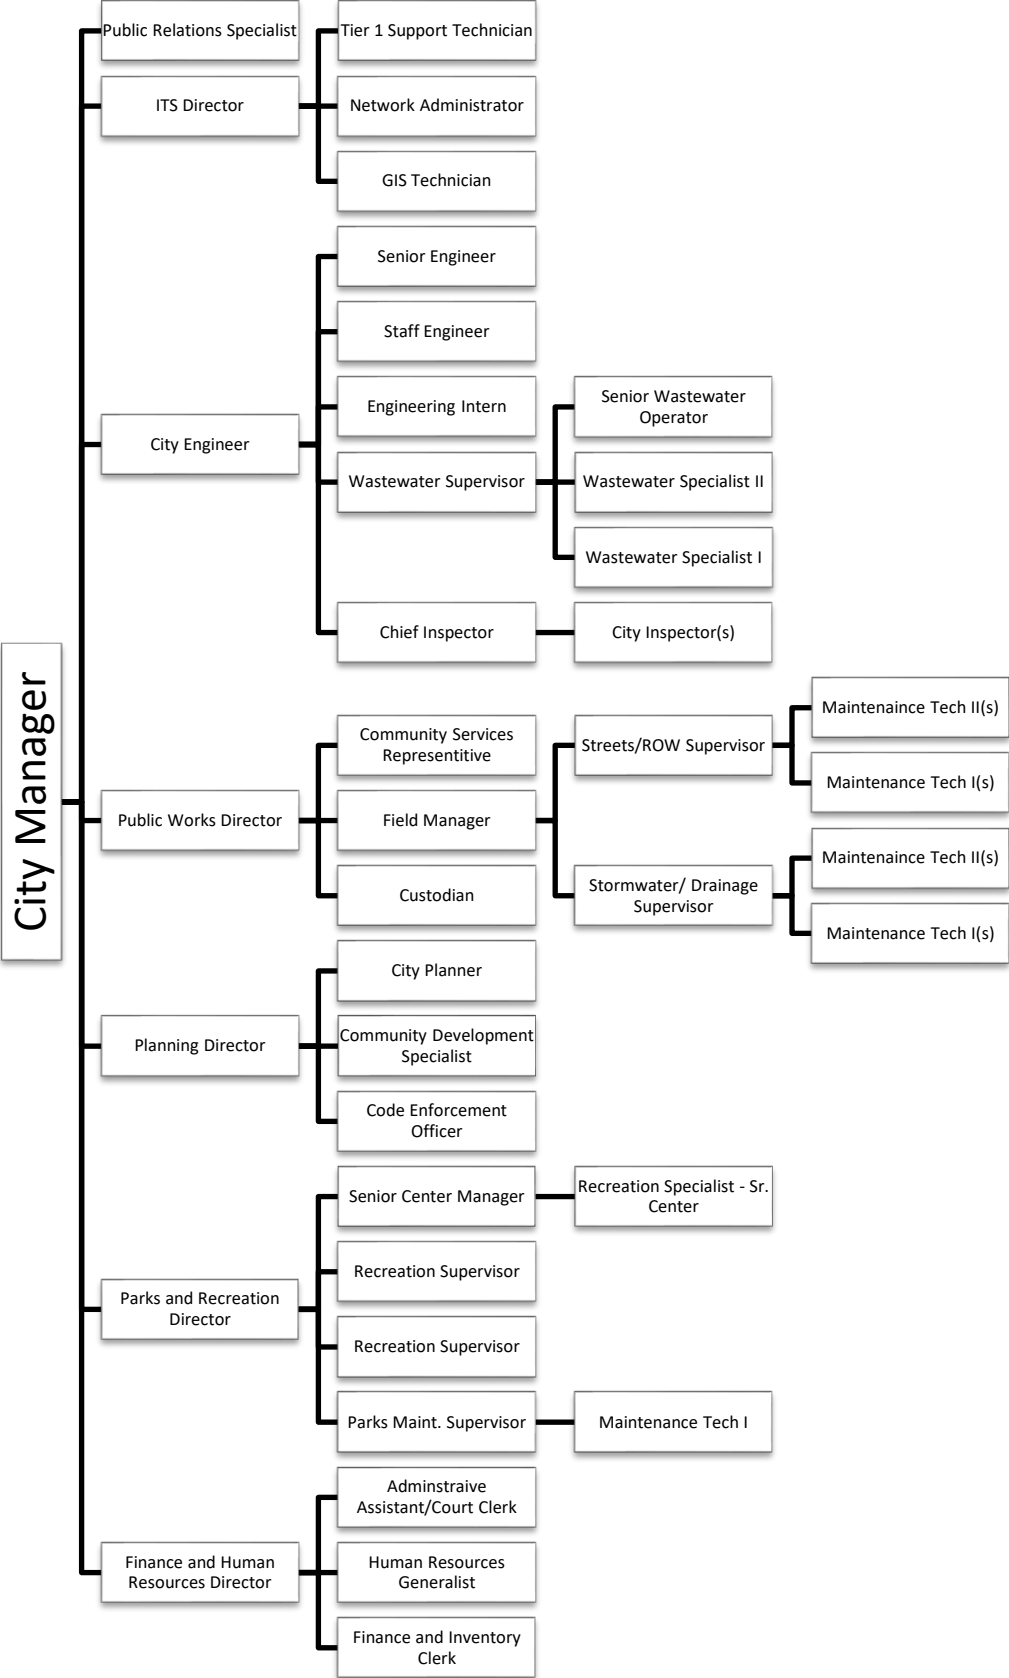 City Manager
Public Relations Specialist
ITS Director
Tier 1 Support Technician
Network Administrator
GIS Technician
City Engineer
Senior Engineer
Staff Engineer
Engineering Intern
Wastewater Supervisor
Senior Wastewater
Operator
Wastewater Specialist II
Wastewater Specialist I
Chief Inspector
City Inspector(s)
Public Works Director
Community Services
Representitive
Field Manager
Streets/ROW Supervisor
Maintenaince Tech II(s)
Maintenance Tech I(s)
Stormwater/ Drainage
Supervisor
Maintenaince Tech II(s)
Maintenance Tech I(s)
Custodian
Planning Director
City Planner
Community Development
Specialist
Code Enforcement
Officer
Parks and Recreation
Director
Senior Center Manager
Recreation Specialist - Sr.
Center
Recreation Supervisor
Recreation Supervisor
Parks Maint. Supervisor
Maintenance Tech I
Finance and Human
Resources Director
Adminstraive
Assistant/Court Clerk
Human Resources
Generalist
Finance and Inventory
Clerk